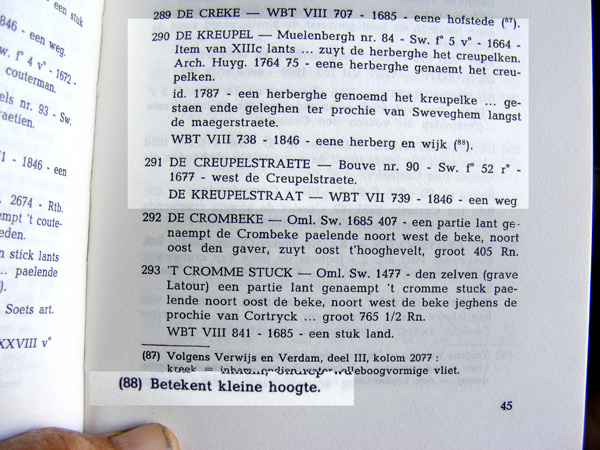 846 - een weg.
w. f° 4 v° - 1672 -
couterman.
els nr. 93 - Sw.
raetien.
71 - 1846 - een
. 2674 - Rtb.
empt 't coute-
eden.
n stick lants
... paelende
).
Soets art.
XXVIII v°
289 DE CREKE — WBT VIII 707 - 1685 - eene hofstede (87).
290 DE KREUPEL — Muelenbergh nr. 84 - Sw. f° 5 v° - 1664 -
Item van XIIIc lants ... zuyt de herberghe het creupelken.
Arch. Huyg. 1764 75 - eene herberghe genaemt het creu-
pelken.
id. 1787 - een herberghe genoemd het kreupelke ... ge-
staen ende geleghen ter prochie van Sweveghem langst
de maegerstraete.
WBT VIII 738 - 1846 - eene herberg en wijk (88).
291 DE CREUPELSTRAETE — Bouve nr. 90 - Sw. f° 52 r° -
1677 - west de Creupelstraete.
DE KREUPELSTRAAT — WBT VII 739 - 1846 - een weg
292 DE CROMBEKE — Oml. Sw. 1685 407 - een partie lant ge-
naempt de Crombeke paelende noort west de beke, noort
oost den gaver, zuyt oost t'hooghevelt, groot 405 Rn.
293 'T CROMME STUCK — Oml. Sw. 1477 - den zelven (grave
Latour) een partie lant genaempt 't cromme stuck pae-
lende noort oost de beke, noort west de beke jeghens de
prochie van Cortryck ... groot 765 1/2 Rn.
WBT VIII 841 - 1685 - een stuk land.
(87) Volgens Verwijs en Verdam, deel III, kolom 2077 :
kreek = elleboogvormige vliet.
(88) Betekent kleine hoogte.
45